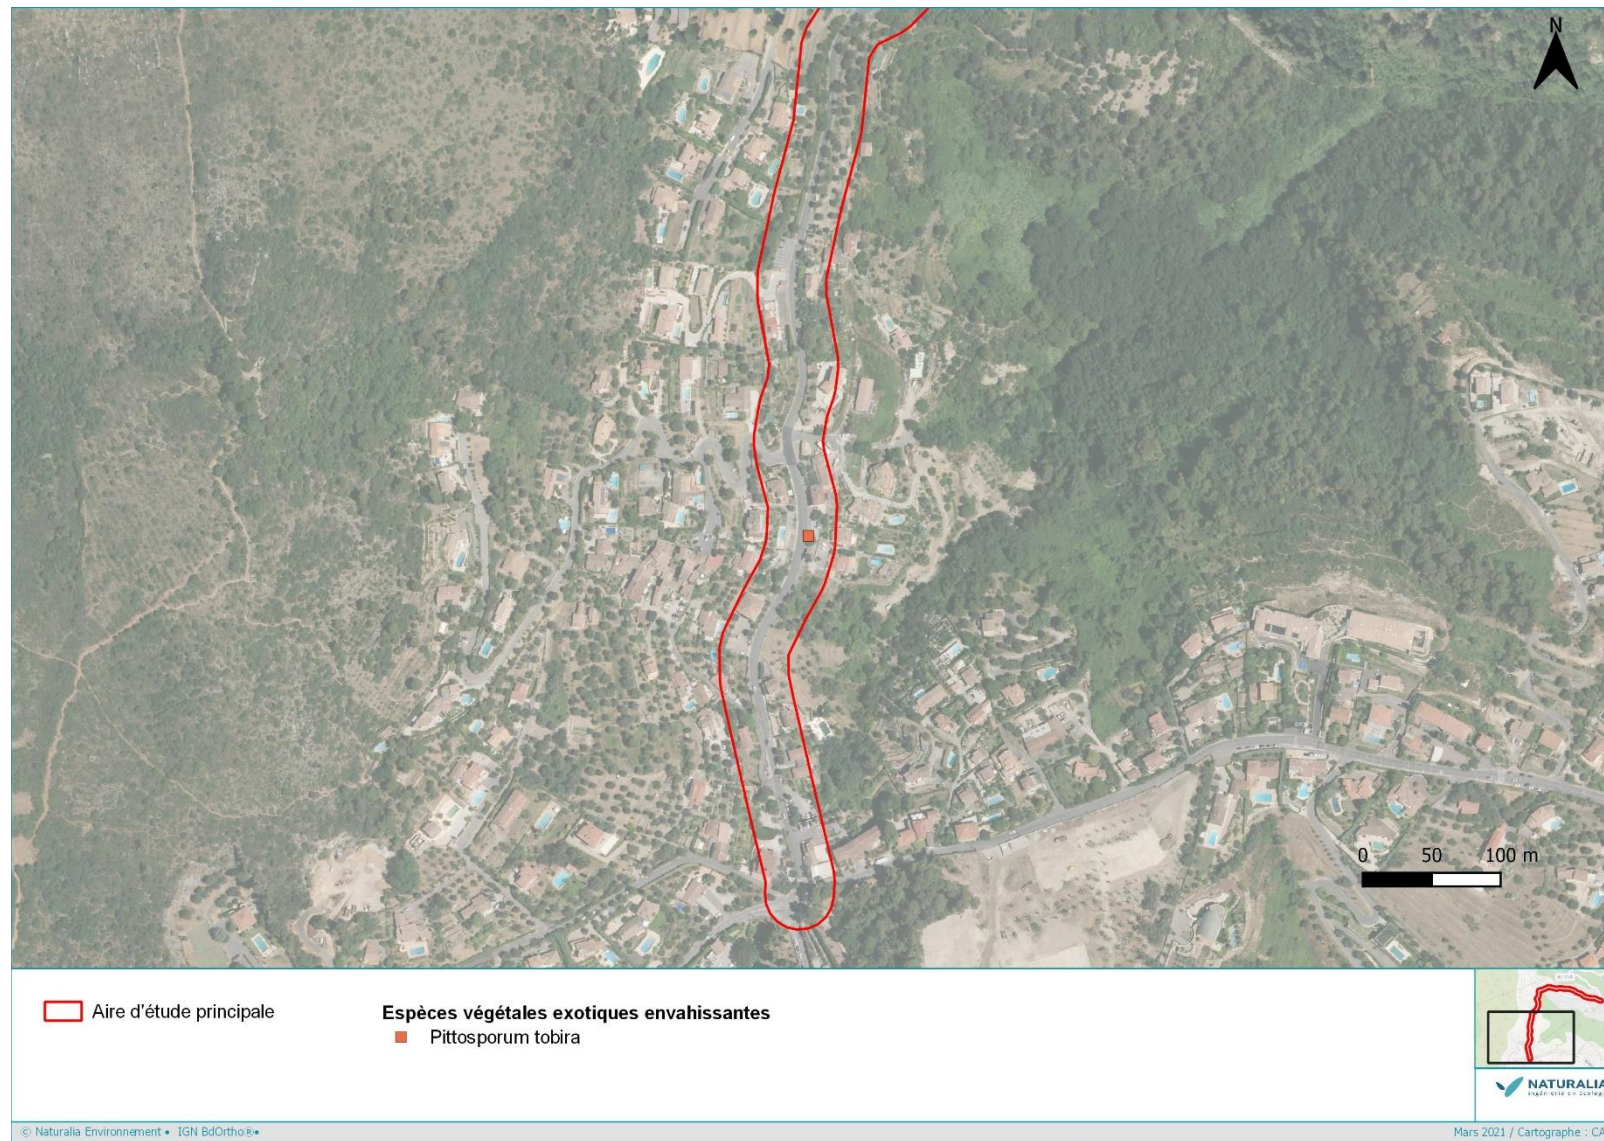 N
0 50 100 m
Aire d'étude principale
Espèces végétales exotiques envahissantes
Pittosporum tobira
NATURALIA
© Naturalia Environnement • IGN BdOrtho®•
Mars 2021 / Cartographe : CA